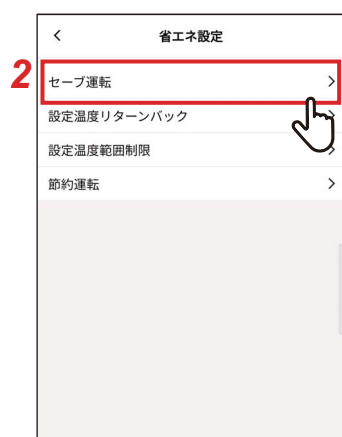 省エネ設定
2
セーブ運転
設定温度リターンバック
設定温度範囲制限
節約運転